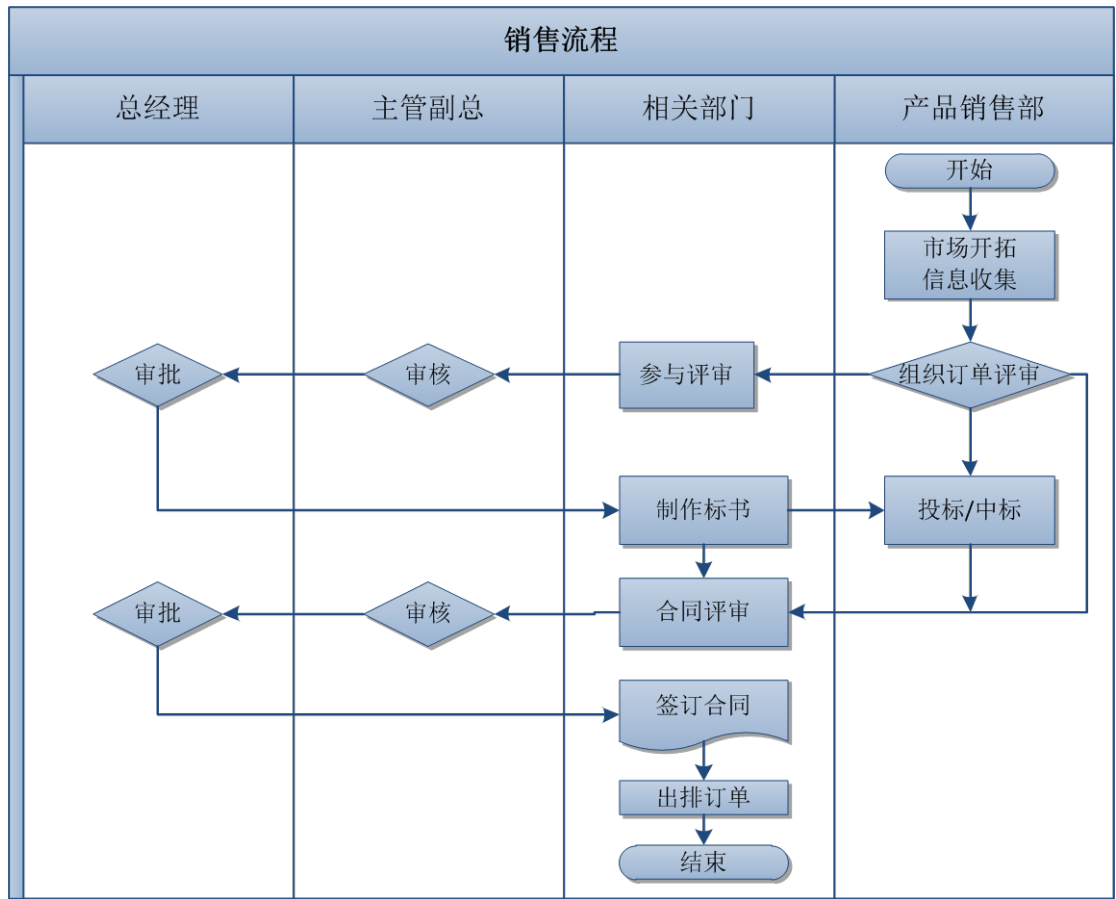 销售流程
总经理
主管副总
相关部门
产品销售部
开始
市场开拓
信息收集
审批
审核
参与评审
组织订单评审
制作标书
投标/中标
审批
审核
合同评审
签订合同
出排订单
结束